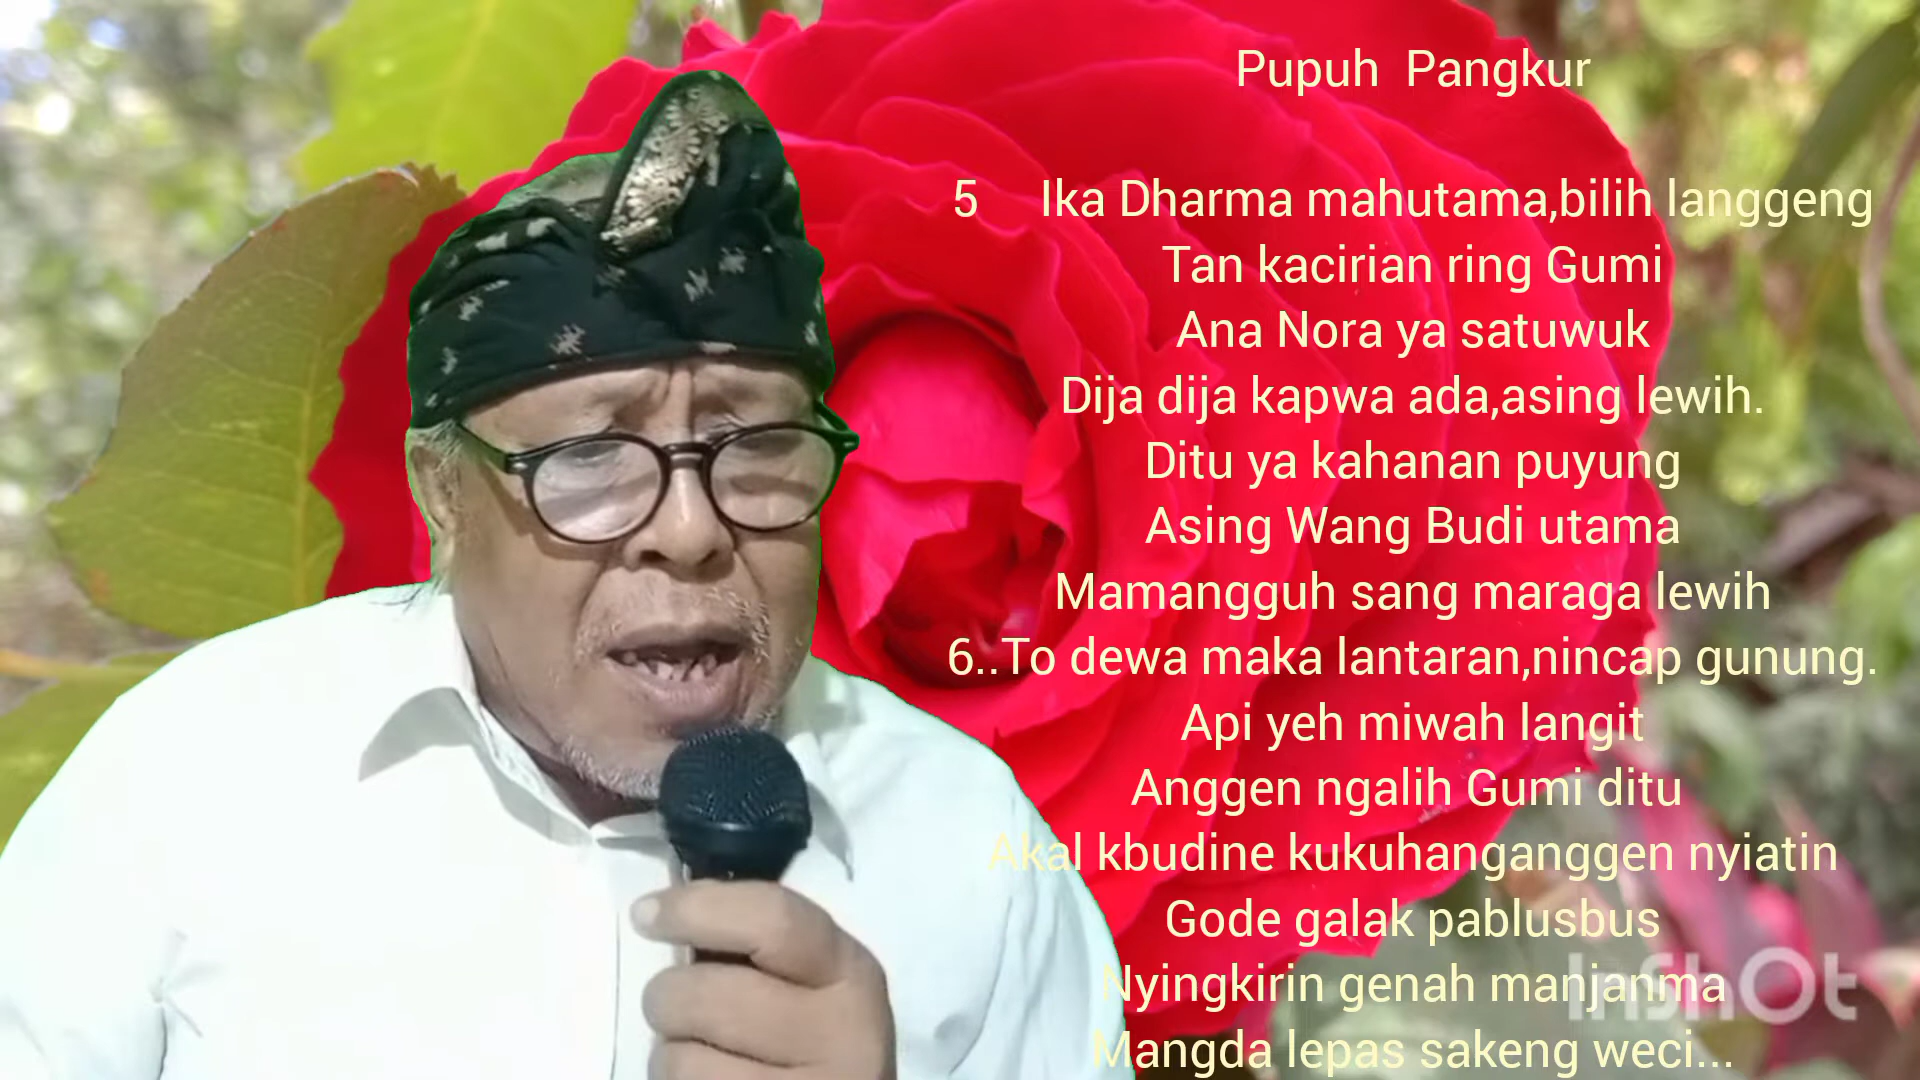 Pupuh Pangkur
5 Ika Dharma mahutama,bilih langgeng
Tan kacirian ring Gumi
Ana Nora ya satuwuk
Dija dija kapwa ada,asing lewih.
Ditu ya kahanan puyung
Asing Wang Budi utama
Mamangguh sang maraga lewih
6..To dewa maka lantaran,nincap gunung.
Api yeh miwah langit
Anggen ngalih Gumi ditu
Akal kbudine kukuhanganggen nyiatin
Gode galak pablusbus
Nyingkirin genah manjanma
Mangda lepas sakeng weci...
InShOt